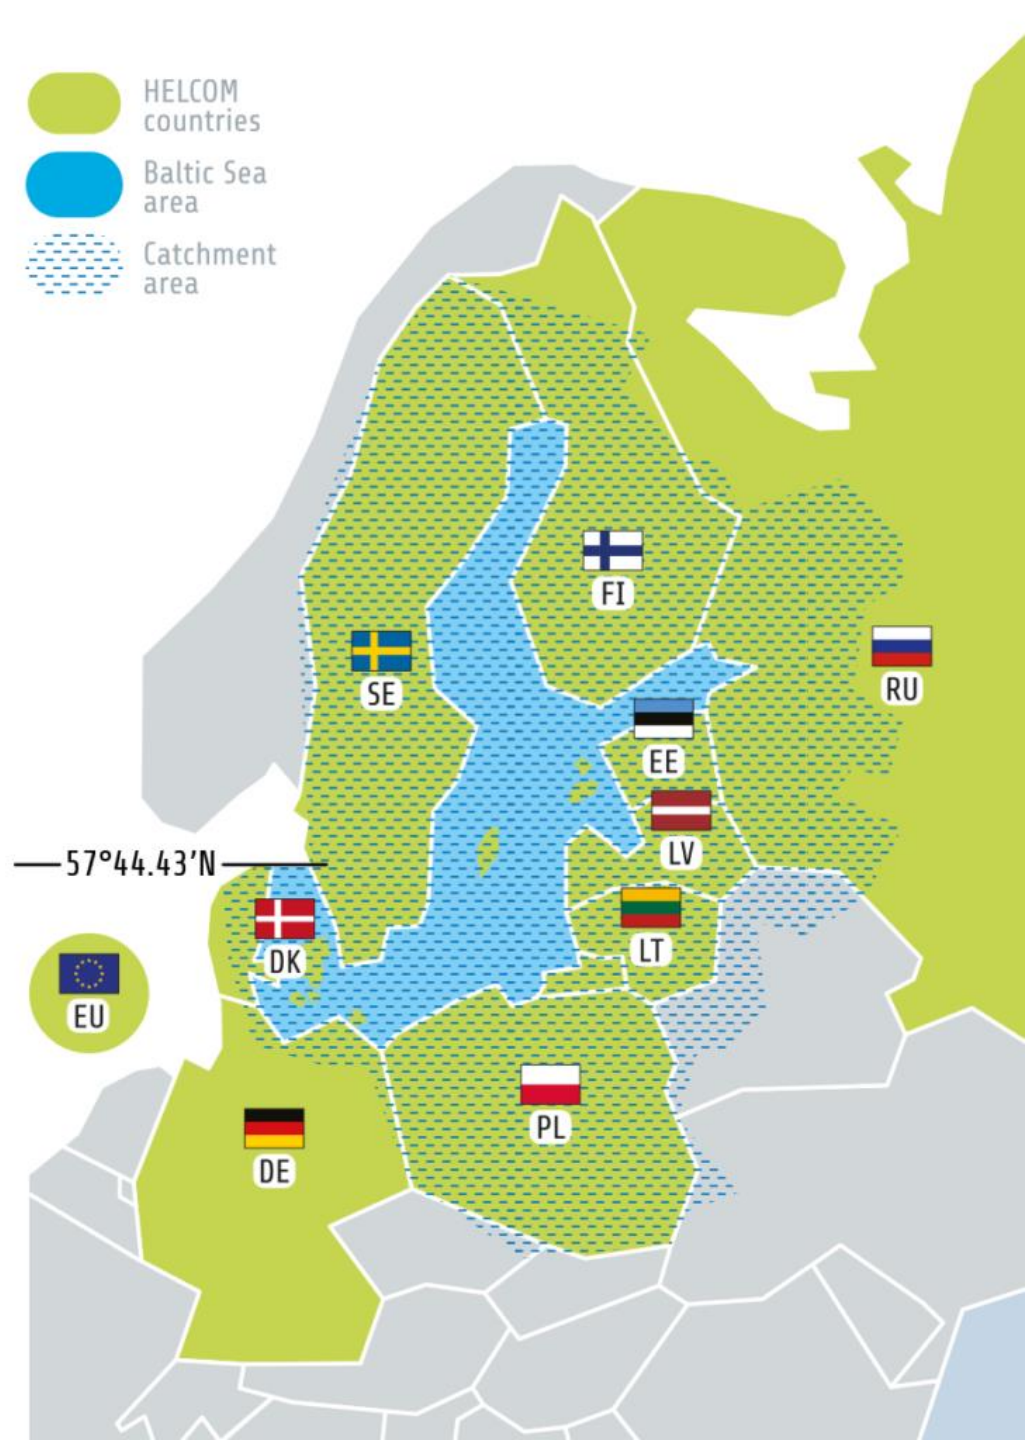 HELCOM
countries
Baltic Sea
area
Catchment
area
FI
SE
RU
EE
LV
57°44.43'N
LT
DK
EU
PL
DE